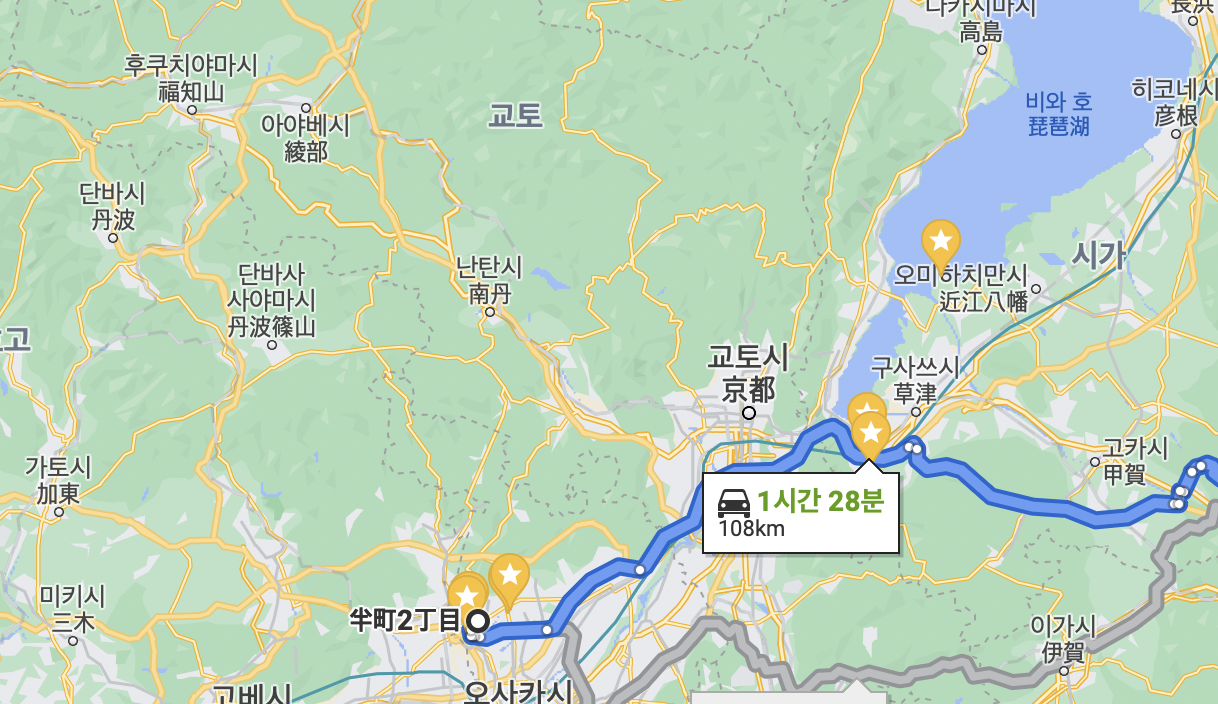 나카시마시
高島
長浜
후쿠치야마시
福知山
아야베시
綾部
교토
비와 호
琵琶湖
히코네시
彦根
단바시
丹波
단바사
사야마시
丹波篠山
난탄시
南丹
시가
오미하치만시
近江八幡
교토시
京都
구사쓰시
草津
고카시
甲賀
가토시
加東
1시간 28분
108km
미키시
三木
半町2丁目
이가시
伊賀
고베시
오사카시